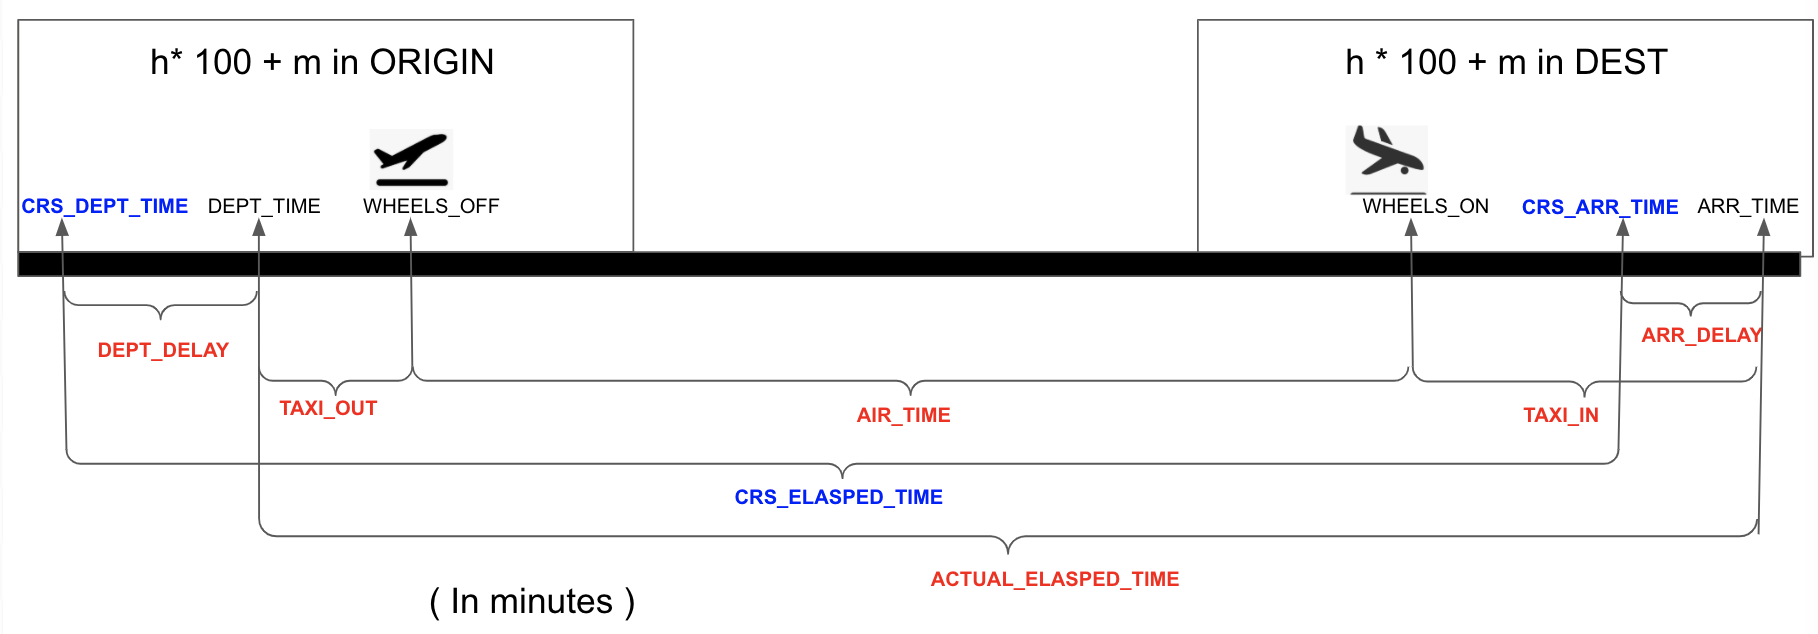 h* 100 + m in ORIGIN
h * 100 + m in DEST
CRS_DEPT_TIME DEPT_TIME WHEELS_OFF
WHEELS_ON CRS_ARR_TIME ARR_TIME
DEPT_DELAY
ARR_DELAY
TAXI_OUT
AIR_TIME
TAXI_IN
CRS_ELASPED_TIME
ACTUAL_ELASPED_TIME
( In minutes )